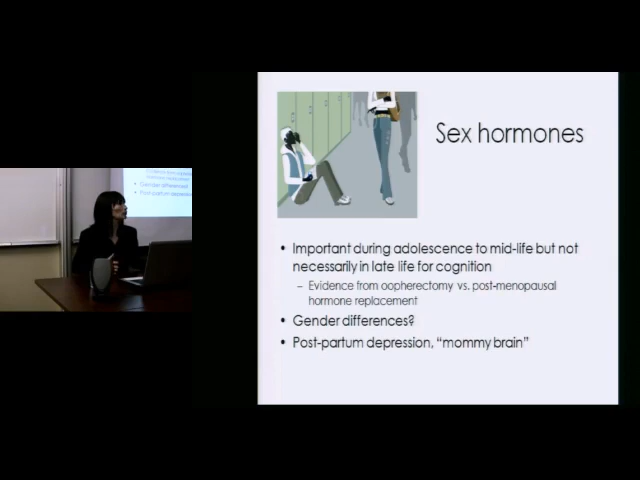 Sex hormones
• Important during adolescence to mid-life but not
necessarily in late life for cognition
– Evidence from oopherectomy vs. post-menopausal
hormone replacement
• Gender differences?
• Post-partum depression, “mommy brain”
• Gender differences
• Post-partum depression